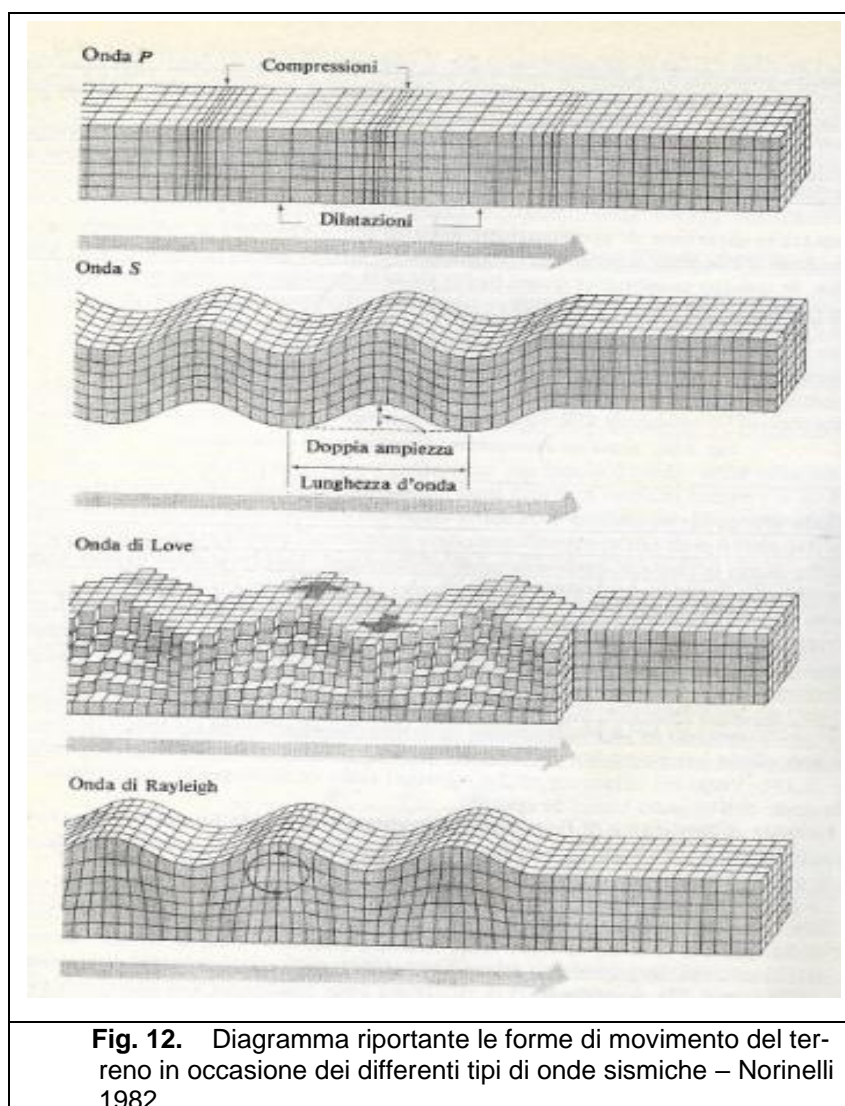 Onda P
Compressioni
Dilatazioni
Onda S
Doppia ampiezza
Lunghezza d'onda
Onda di Love
Onda di Rayleigh
Fig. 12. Diagramma riportante le forme di movimento del ter-
reno in occasione dei differenti tipi di onde sismiche – Norinelli
1982